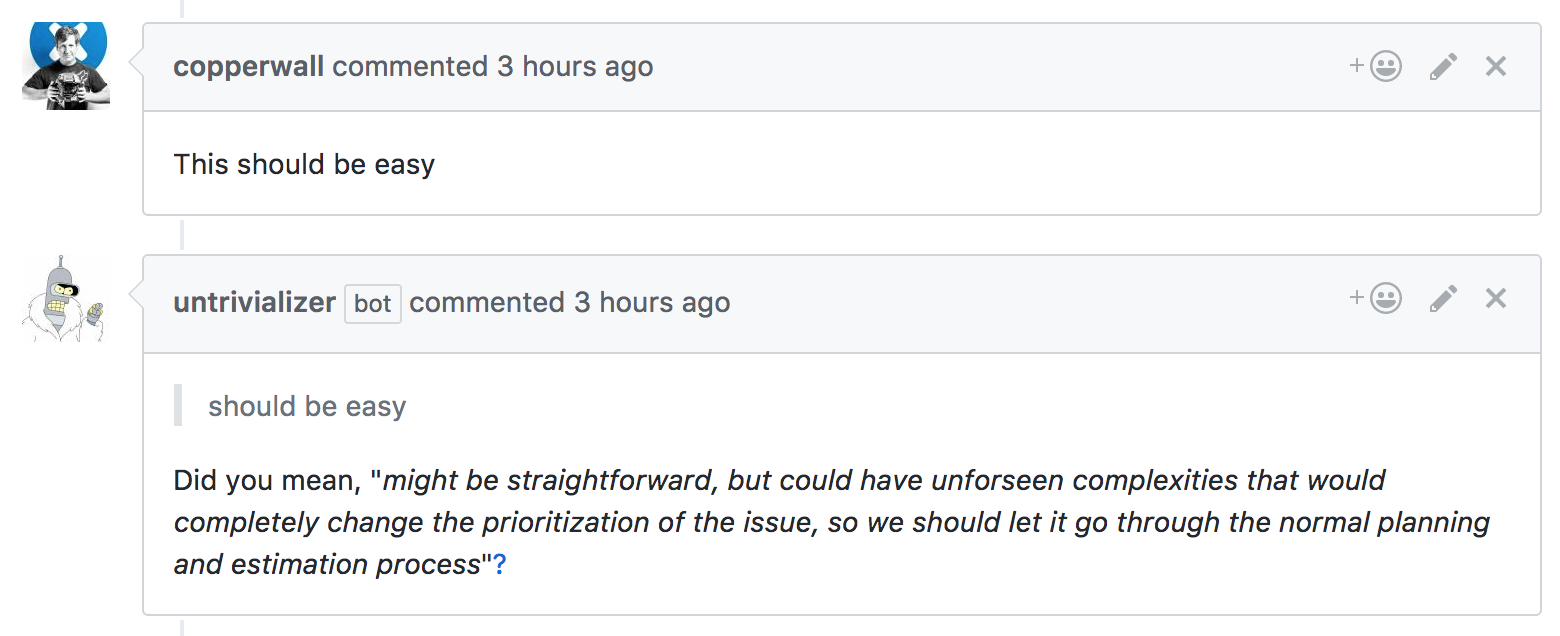 copperwall commented 3 hours ago
This should be easy
untrivializer bot commented 3 hours ago
should be easy
Did you mean, "might be straightforward, but could have unforseen complexities that would
completely change the prioritization of the issue, so we should let it go through the normal planning
and estimation process"?